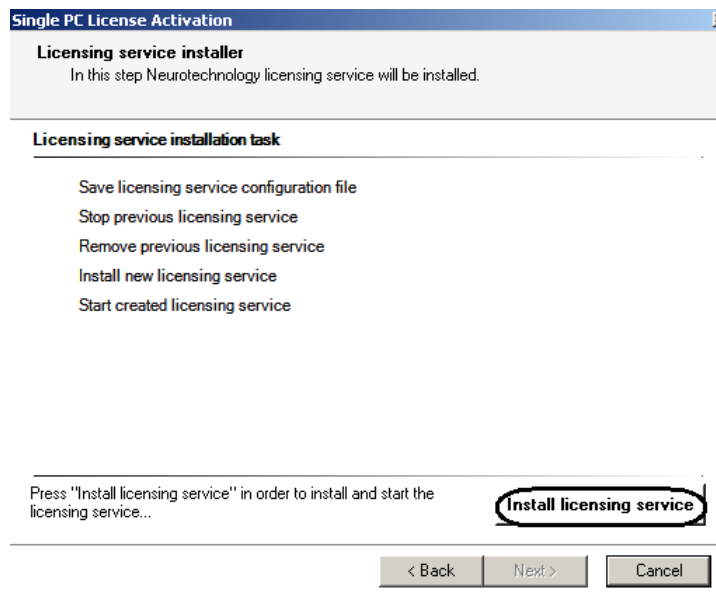 Single PC License Activation
Licensing service installer
In this step Neurotechnology licensing service will be installed.
Licensing service installation task
Save licensing service configuration file
Stop previous licensing service
Remove previous licensing service
Install new licensing service
Start created licensing service
Press "Install licensing service" in order to install and start the
licensing service...
Install licensing service
< Back
Next >
Cancel